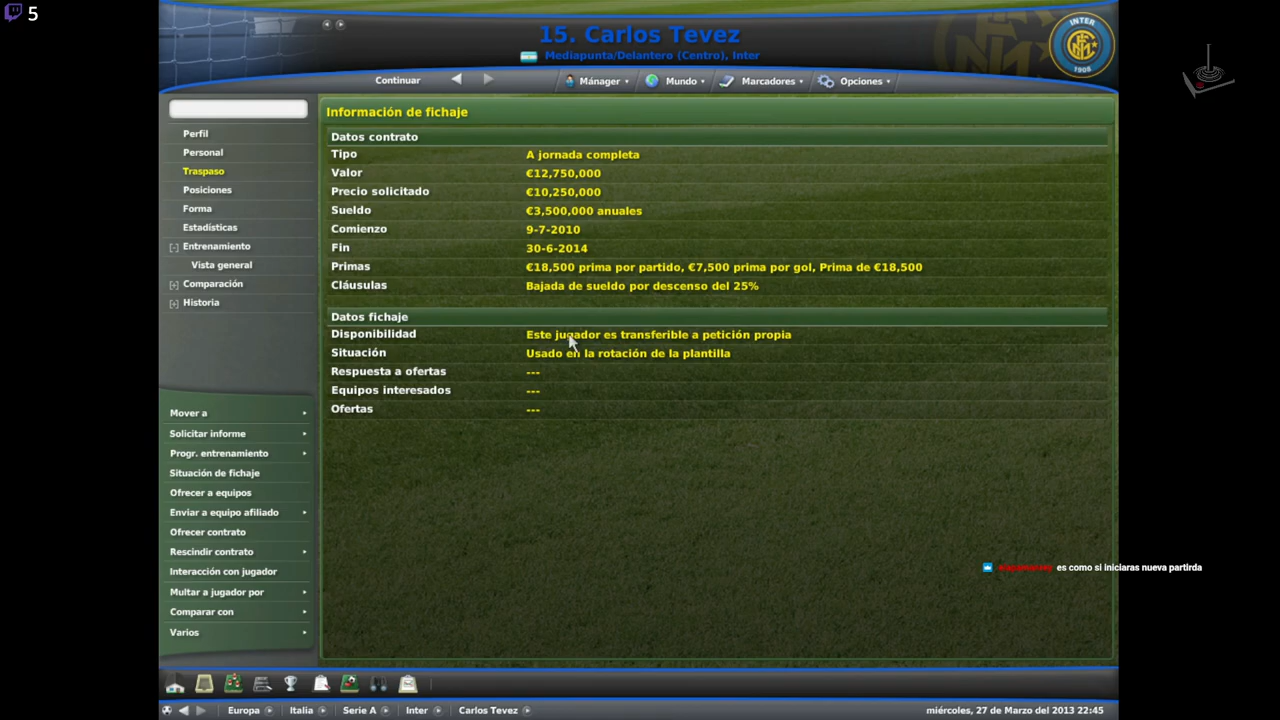 5
15. Carlos Tevez
Mediapunta/Delantero (Centro), Inter
INTER
1908
Continuar
Mánager
Mundo
Marcadores
Opciones
Perfil
Personal
Traspaso
Posiciones
Forma
Estadísticas
[-] Entrenamiento
Vista general
[+] Comparación
[+] Historia
Información de fichaje
Datos contrato
Tipo A jornada completa
Valor €12,750,000
Precio solicitado €10,250,000
Sueldo €3,500,000 anuales
Comienzo 9-7-2010
Fin 30-6-2014
Primas €18,500 prima por partido, €7,500 prima por gol, Prima de €18,500
Cláusulas Bajada de sueldo por descenso del 25%
Datos fichaje
Disponibilidad Este jugador es transferible a petición propia
Situación Usado en la rotación de la plantilla
Respuesta a ofertas ---
Equipos interesados ---
Ofertas ---
Mover a
Solicitar informe
Progr. entrenamiento
Situación de fichaje
Ofrecer a equipos
Enviar a equipo afiliado
Ofrecer contrato
Rescindir contrato
Interacción con jugador
Multar a jugador por
Comparar con
Varios
es como si iniciaras nueva partirda
Europa
Italia
Serie A
Inter
Carlos Tevez
miércoles, 27 de Marzo del 2013 22:45